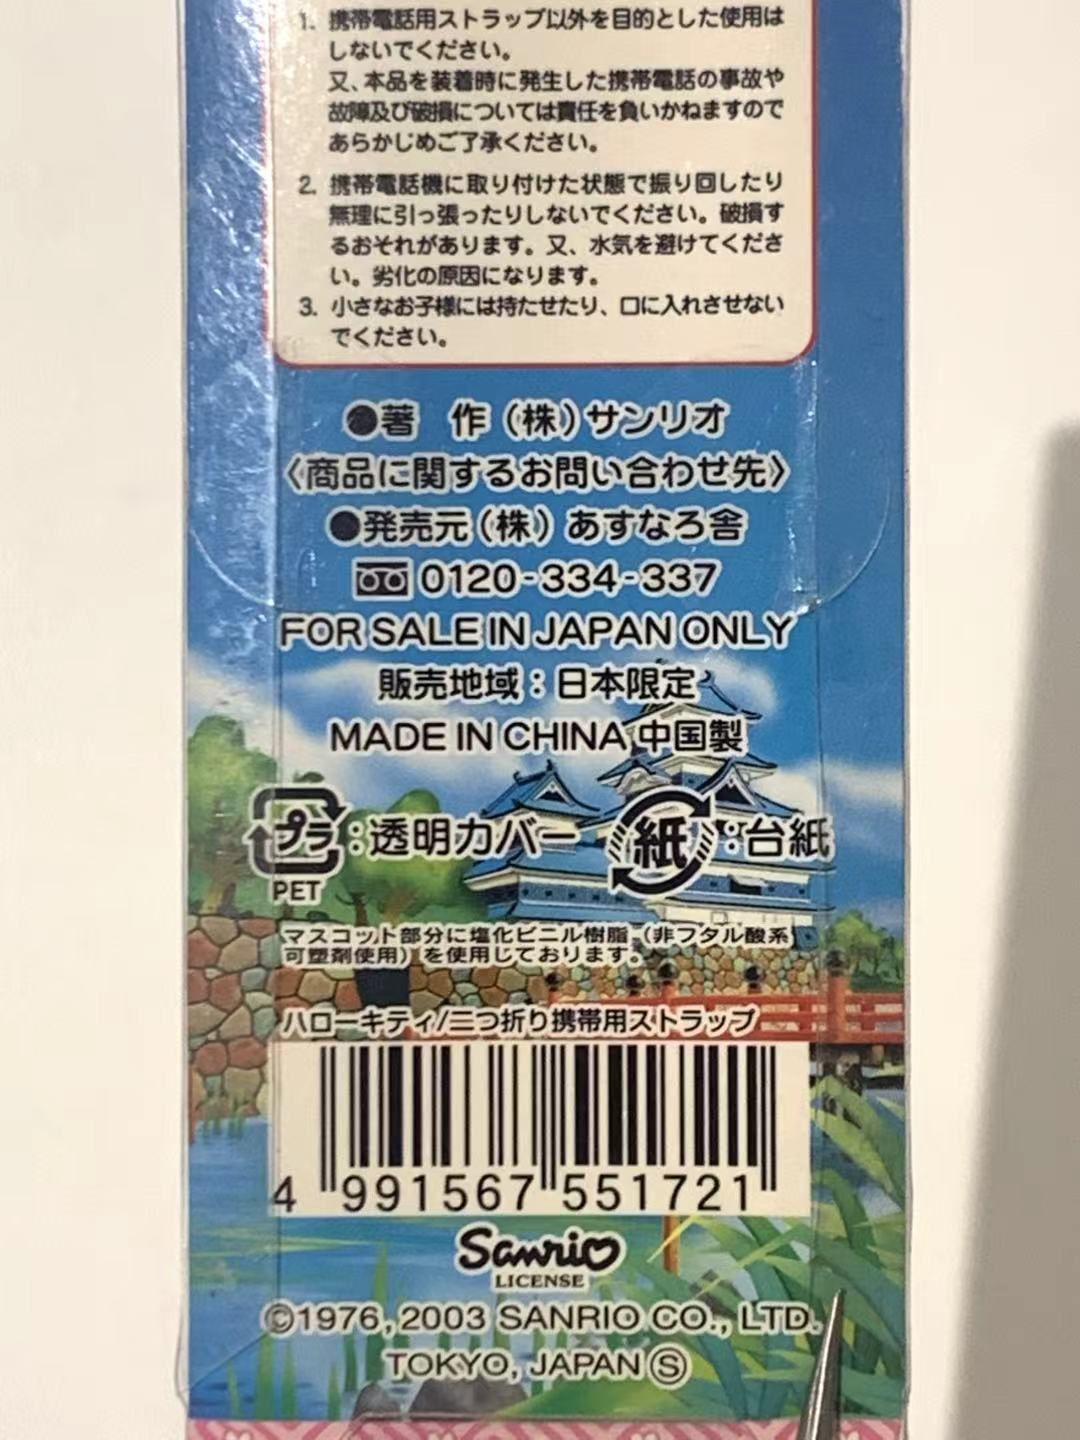 1. 携帯電話用ストラップ以外を目的とした使用は
しないでください。
又、本品を装着時に発生した携帯電話の事故や
故障及び破損については責任を負いかねますので
あらかじめご了承ください。
2. 携帯電話機に取り付けた状態で振り回したり
無理に引っ張ったりしないでください。破損す
るおそれがあります。又、水気を避けてくださ
い。劣化の原因になります。
3. 小さなお子様には持たせたり、口に入れさせない
でください。
●著　作（株）サンリオ
〈商品に関するお問い合わせ先〉
●発売元（株）あすなろ舎
0120-334-337
FOR SALE IN JAPAN ONLY
販売地域：日本限定
MADE IN CHINA 中国製
プラ：透明カバー 紙：台紙
PET
マスコット部分に塩化ビニル樹脂（非フタル酸系
可塑剤使用）を使用しております。
ハローキティ/二つ折り携帯用ストラップ
4 991567 551721
Sanrio
LICENSE
©1976, 2003 SANRIO CO., LTD.
TOKYO, JAPAN Ⓢ